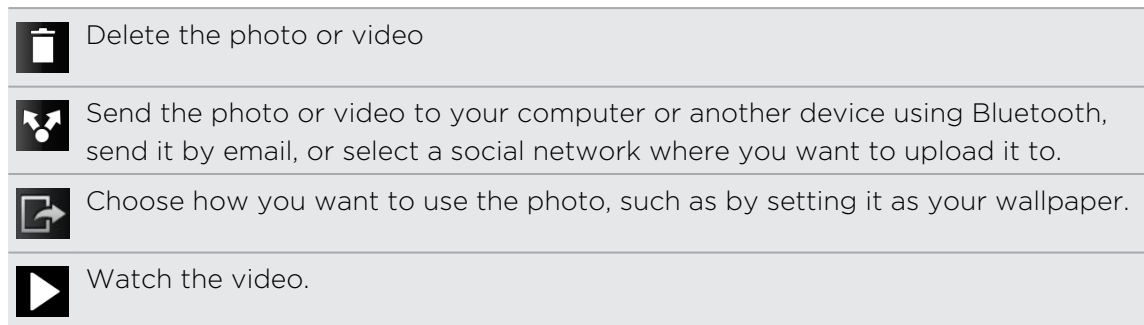 Delete the photo or video
Send the photo or video to your computer or another device using Bluetooth,
send it by email, or select a social network where you want to upload it to.
Choose how you want to use the photo, such as by setting it as your wallpaper.
Watch the video.